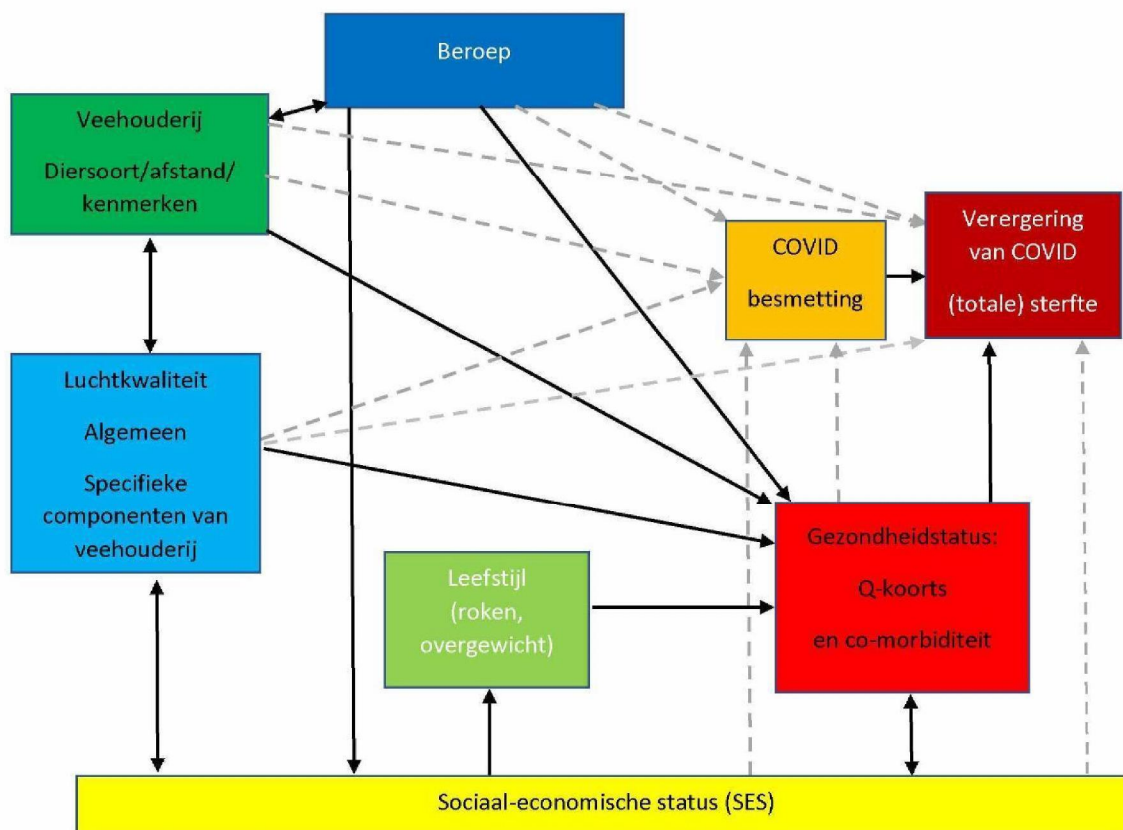 Beroep
Veehouderij
Diersoort/afstand/
kenmerken
COVID
besmetting
Verergering
van COVID
(totale) sterfte
Luchtkwaliteit
Algemeen
Specifieke
componenten van
veehouderij
Leefstijl
(roken,
overgewicht)
Gezondheidstatus:
Q-koorts
en co-morbiditeit
Sociaal-economische status (SES)